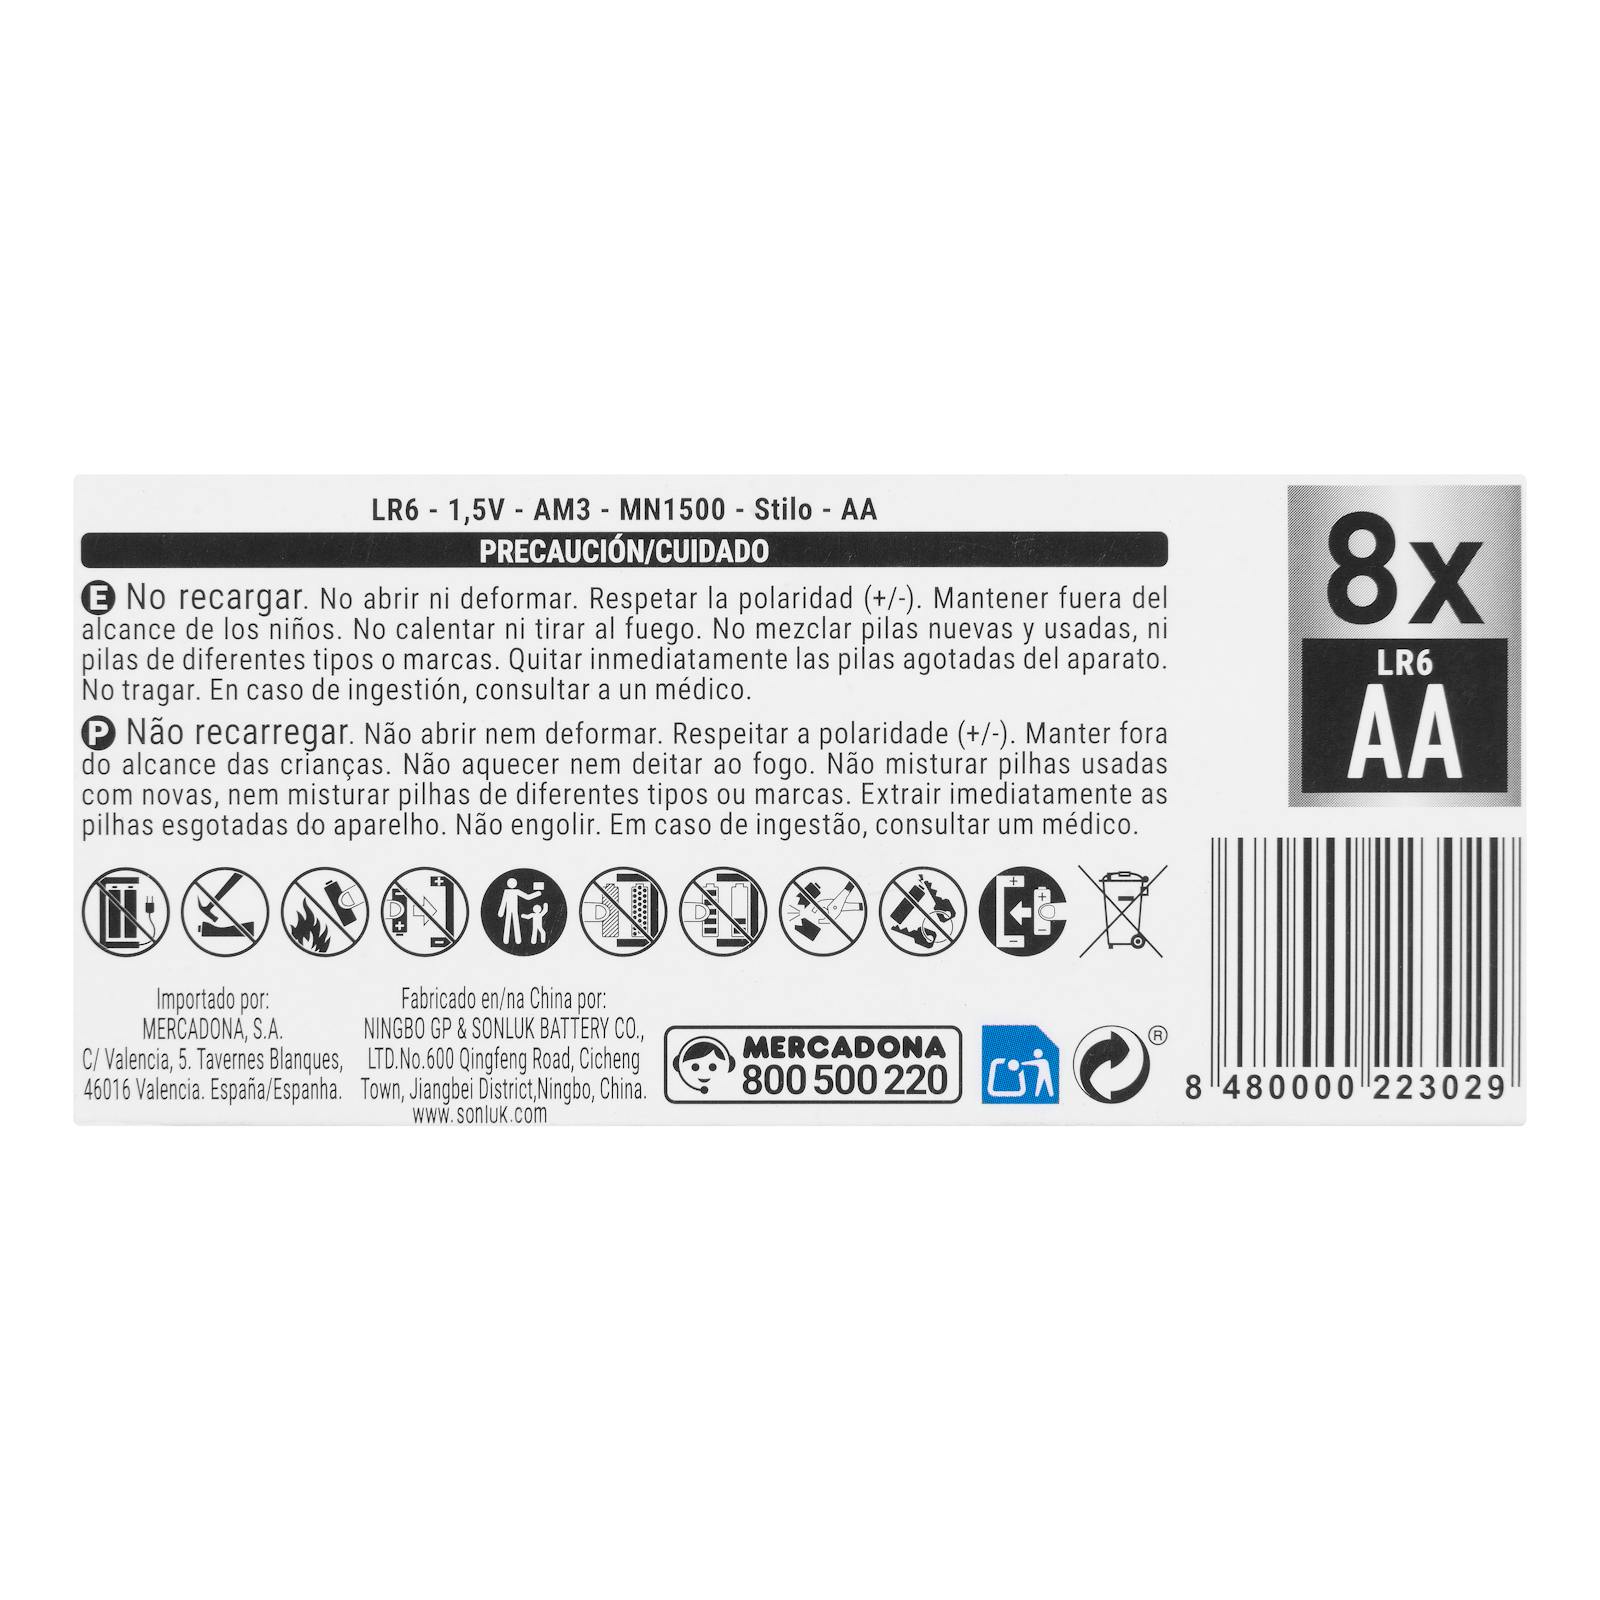 LR6 - 1,5V - AM3 - MN1500 - Stilo - AA
PRECAUCIÓN/CUIDADO
E No recargar. No abrir ni deformar. Respetar la polaridad (+/-). Mantener fuera del
alcance de los niños. No calentar ni tirar al fuego. No mezclar pilas nuevas y usadas, ni
pilas de diferentes tipos o marcas. Quitar inmediatamente las pilas agotadas del aparato.
No tragar. En caso de ingestión, consultar a un médico.
P Não recarregar. Não abrir nem deformar. Respeitar a polaridade (+/-). Manter fora
do alcance das crianças. Não aquecer nem deitar ao fogo. Não misturar pilhas usadas
com novas, nem misturar pilhas de diferentes tipos ou marcas. Extrair imediatamente as
pilhas esgotadas do aparelho. Não engolir. Em caso de ingestão, consultar um médico.
Importado por:
MERCADONA, S.A.
C/ Valencia, 5. Tavernes Blanques,
46016 Valencia. España/Espanha.
Fabricado en/na China por:
NINGBO GP & SONLUK BATTERY CO.,
LTD.No.600 Qingfeng Road, Cicheng
Town, Jiangbei District,Ningbo, China.
www.sonluk.com
MERCADONA
800 500 220
®
8x
LR6
AA
8 480000 223029